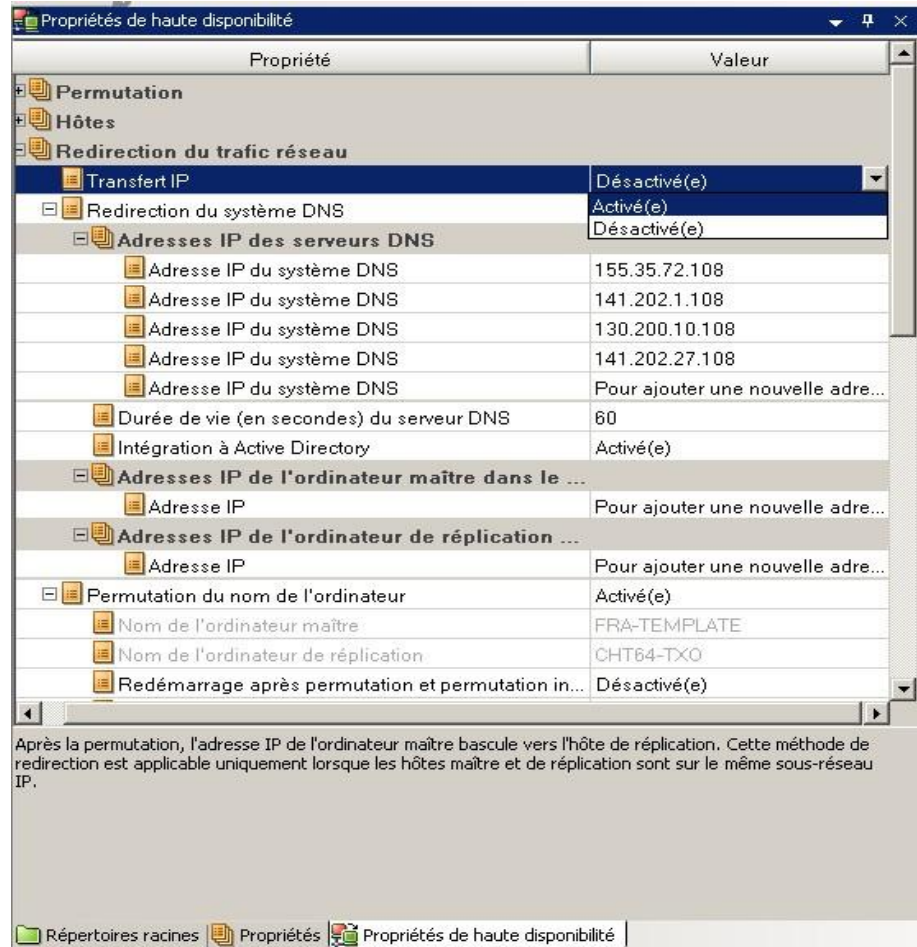 Propriétés de haute disponibilité
Propriété Valeur
Permutation
Hôtes
Redirection du trafic réseau
Transfert IP Désactivé(e)
Activé(e)
Redirection du système DNS
Désactivé(e)
Adresses IP des serveurs DNS
Adresse IP du système DNS 155.35.72.108
Adresse IP du système DNS 141.202.1.108
Adresse IP du système DNS 130.200.10.108
Adresse IP du système DNS 141.202.27.108
Adresse IP du système DNS Pour ajouter une nouvelle adre...
Durée de vie (en secondes) du serveur DNS 60
Intégration à Active Directory Activé(e)
Adresses IP de l'ordinateur maître dans le ...
Adresse IP Pour ajouter une nouvelle adre...
Adresses IP de l'ordinateur de réplication ...
Adresse IP Pour ajouter une nouvelle adre...
Permutation du nom de l'ordinateur Activé(e)
Nom de l'ordinateur maître FRA-TEMPLATE
Nom de l'ordinateur de réplication CHT64-TXO
Redémarrage après permutation et permutation in... Désactivé(e)
Après la permutation, l'adresse IP de l'ordinateur maître bascule vers l'hôte de réplication. Cette méthode de
redirection est applicable uniquement lorsque les hôtes maître et de réplication sont sur le même sous-réseau
IP.
Répertoires racines Propriétés Propriétés de haute disponibilité